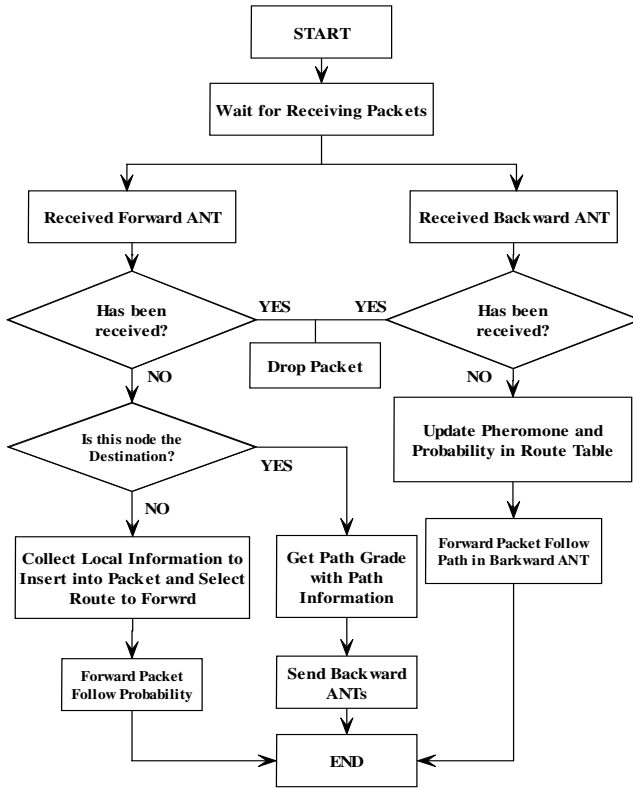 START
Wait for Receiving Packets
Received Forward ANT
Received Backward ANT
Has been
received?
YES
YES
Has been
received?
Drop Packet
NO
NO
Is this node the
Destination?
YES
Update Pheromone and
Probability in Route Table
NO
Collect Local Information to
Insert into Packet and Select
Route to Forwrd
Get Path Grade
with Path
Information
Forward Packet Follow
Path in Barkward ANT
Forward Packet
Follow Probability
Send Backward
ANTs
END